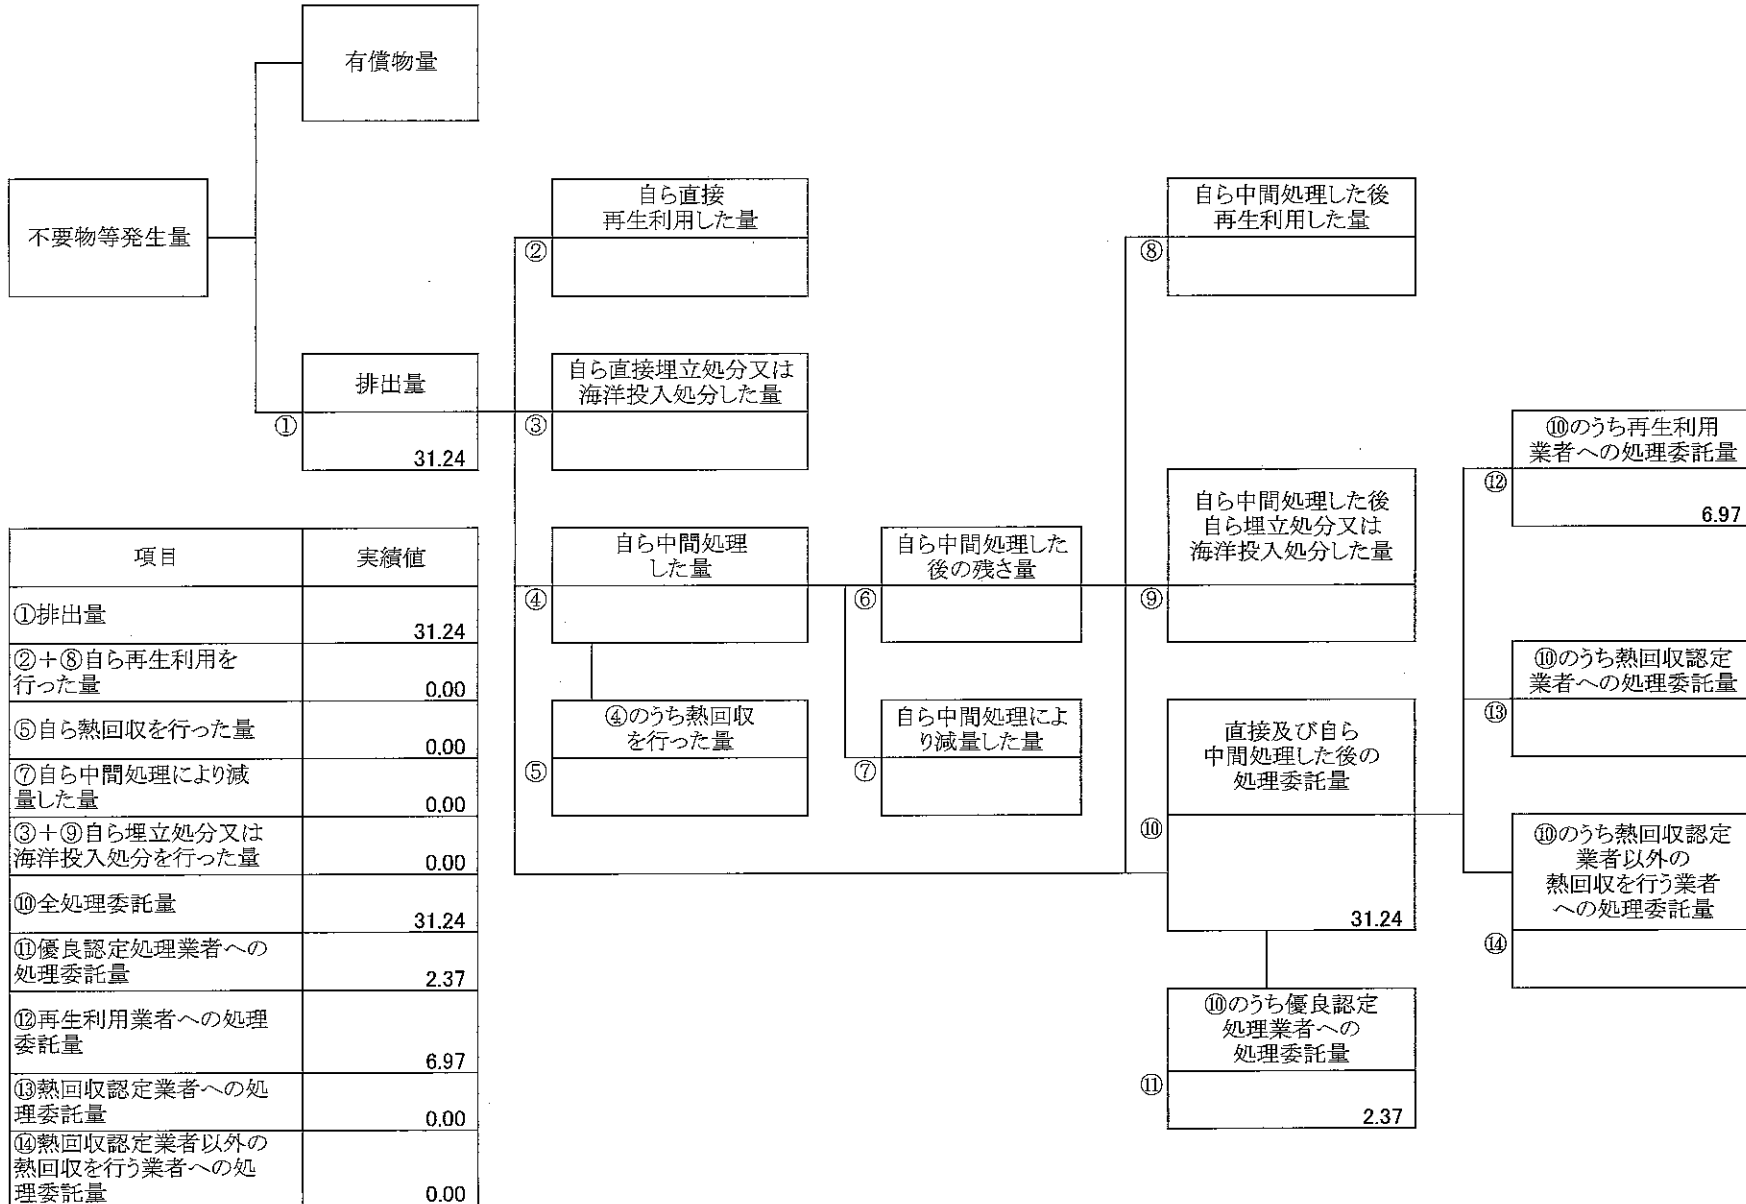 有償物量
不要物等発生量
排出量
①
31.24
自ら直接
再生利用した量
②
自ら直接埋立処分又は
海洋投入処分した量
③
自ら中間処理
した量
④
④のうち熱回収
を行った量
⑤
自ら中間処理した
後の残さ量
⑥
自ら中間処理によ
り減量した量
⑦
自ら中間処理した後
再生利用した量
⑧
自ら中間処理した後
自ら埋立処分又は
海洋投入処分した量
⑨
直接及び自ら
中間処理した後の
処理委託量
⑩
31.24
⑩のうち優良認定
処理業者への
処理委託量
⑪
2.37
⑩のうち再生利用
業者への処理委託量
⑫
6.97
⑩のうち熱回収認定
業者への処理委託量
⑬
⑩のうち熱回収認定
業者以外の
熱回収を行う業者
への処理委託量
⑭
項目 実績値
①排出量
31.24
②+⑧自ら再生利用を
行った量
0.00
⑤自ら熱回収を行った量
0.00
⑦自ら中間処理により減
量した量
0.00
③+⑨自ら埋立処分又は
海洋投入処分を行った量
0.00
⑩全処理委託量
31.24
⑪優良認定処理業者への
処理委託量
2.37
⑫再生利用業者への処理
委託量
6.97
⑬熱回収認定業者への処
理委託量
0.00
⑭熱回収認定業者以外の
熱回収を行う業者への処
理委託量
0.00